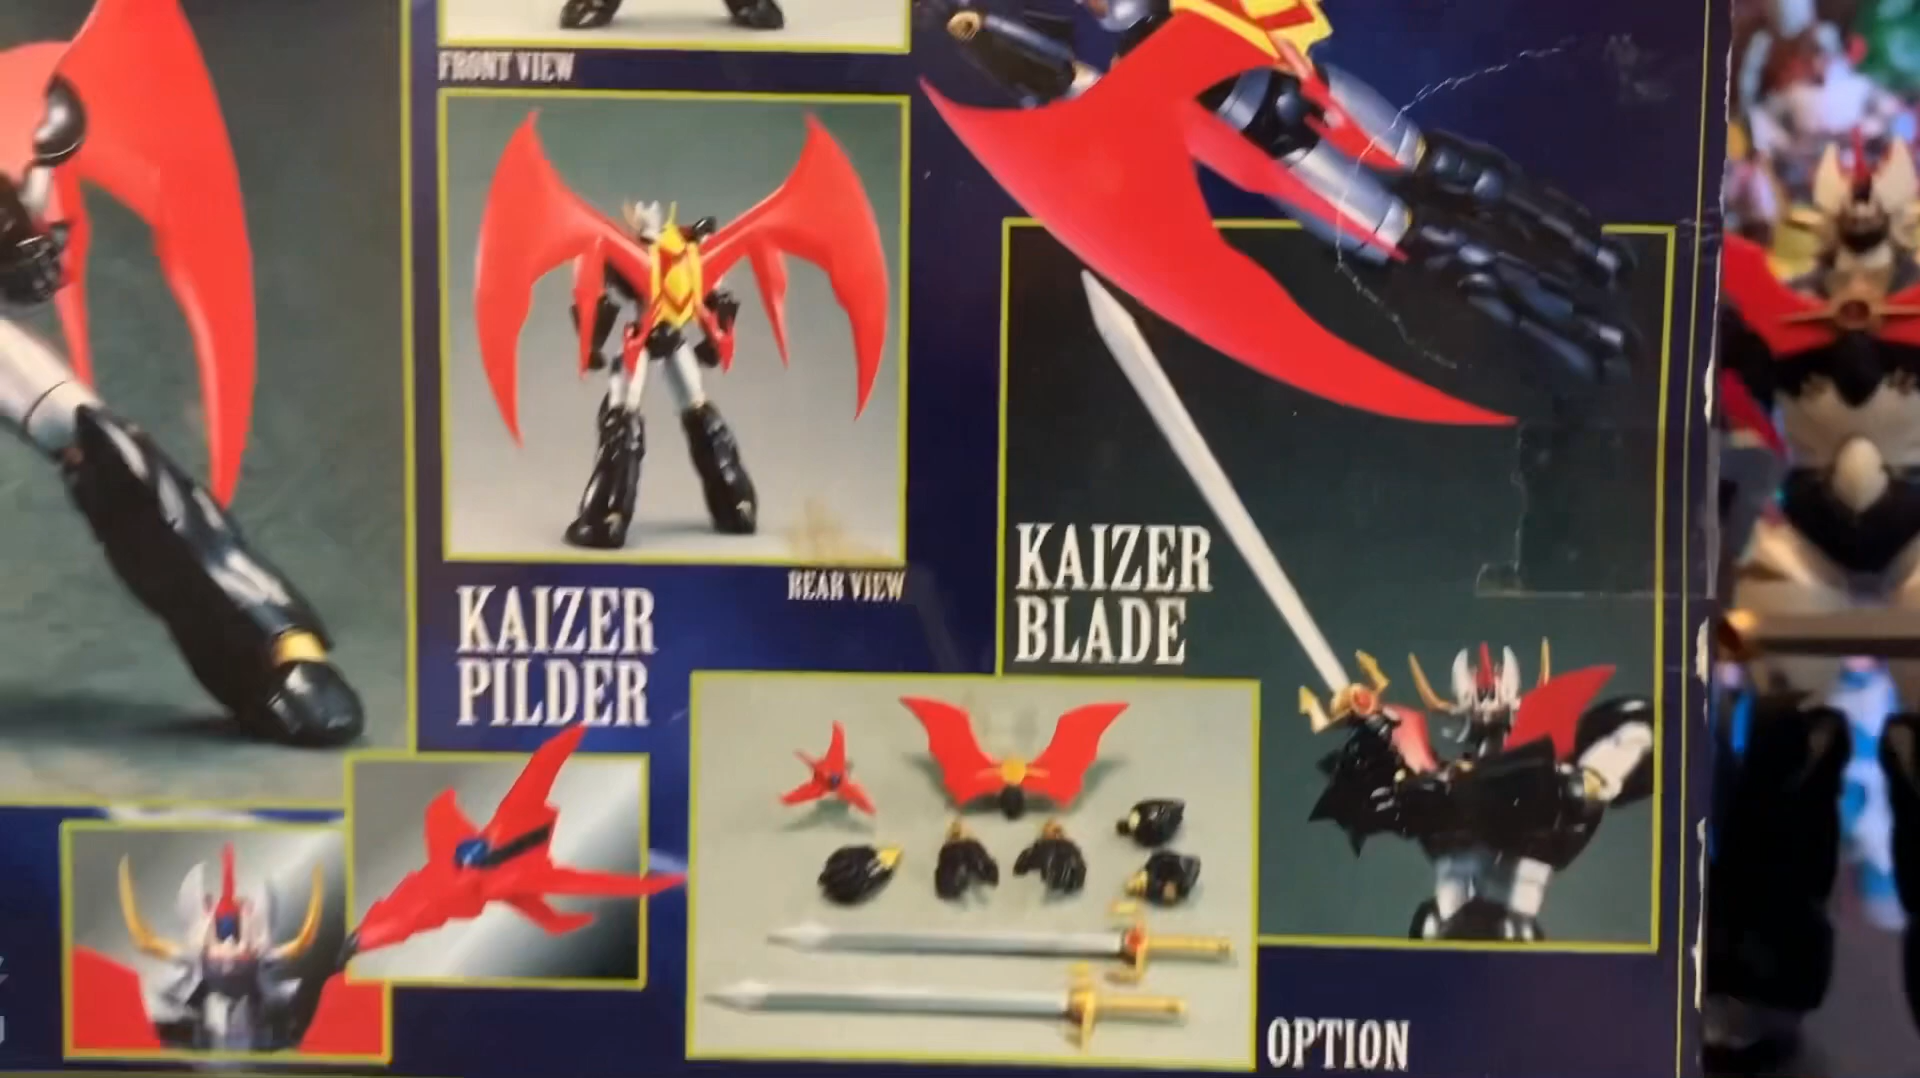 FRONT VIEW
REAR VIEW
KAIZER
PILDER
KAIZER
BLADE
OPTION